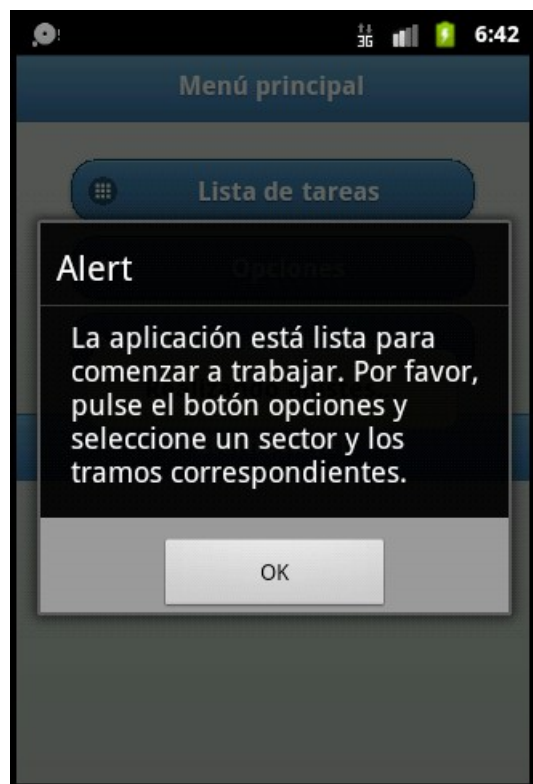 3G 6:42
Menú principal
Lista de tareas
Alert
Opciones
La aplicación está lista para
comenzar a trabajar. Por favor,
pulse el botón opciones y
seleccione un sector y los
tramos correspondientes.
OK